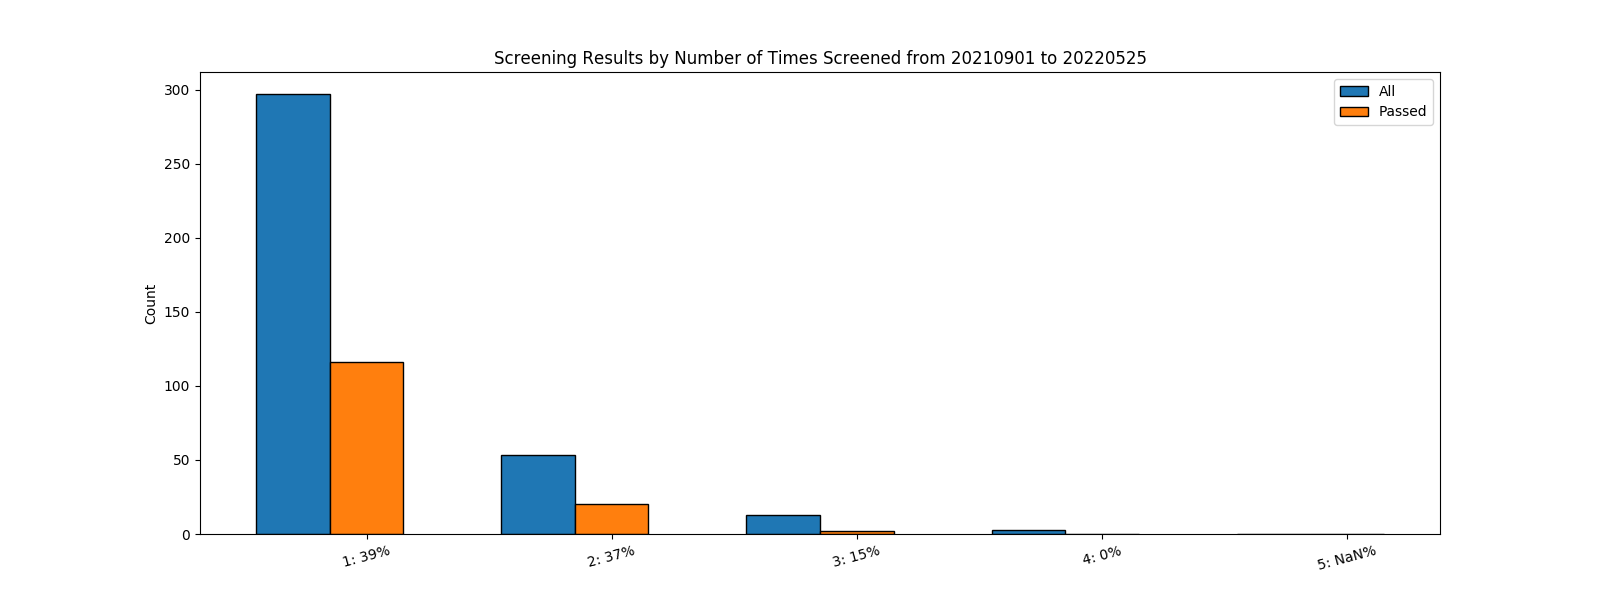 Screening Results by Number of Times Screened from 20210901 to 20220525
All
Passed
300
250
200
150
100
50
0
Count
1: 39%
2: 37%
3: 15%
4: 0%
5: NaN%